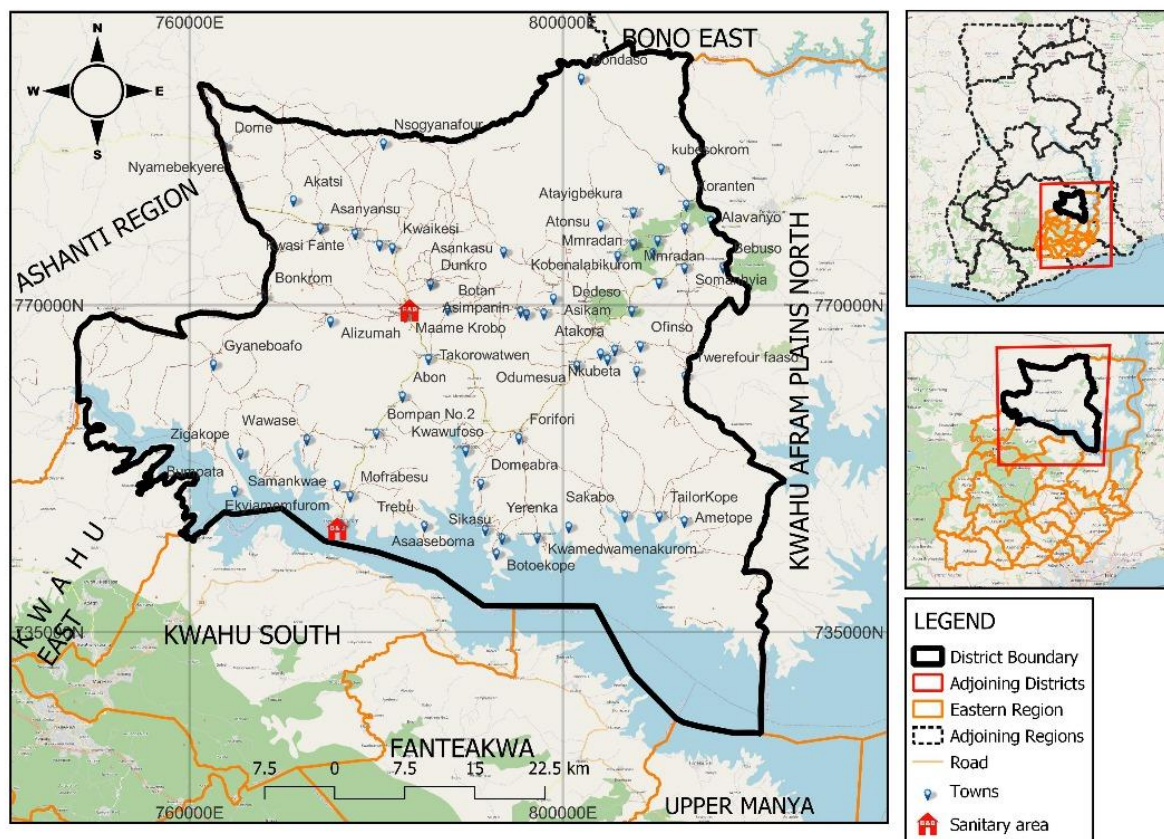 760000E
800000E
N
W
E
S
BONO EAST
Bondaso
Dome
Nsogyanafour
Nyamebekyere
kubesokrom
Akatsi
Atayigbekura
Koranten
ASHANTI REGION
Asanyansu
Atonsu
Alavanyo
Kwasi Fante
Kwaikesi
Asankasu
Mmradan
Bebuso
Dunkro
Kobenalabikurom
Mmradan
Bonkrom
Botan
Dedeso
Somanhyia
770000N
770000N
Asimpanin
Asikam
Alizumah
Maame Krobo
Atakora
Ofinso
Gyaneboafo
Takorowatwen
Twerefour faaso
Abon
Odumesua
Nkubeta
KWAHU AFRAM PLAINS NORTH
Wawase
Bompan No.2
Forifori
Zigakope
Kwawufoso
Domeabra
Samankwae
Mofrabesu
Sakabo
TailorKope
Ekyiamemfurom
Trebu
Sikasu
Yerenka
Ametope
Asaaseboma
Kwamedwamenakurom
Botoekope
KWAHU
EAST
KWAHU SOUTH
735000N
735000N
FANTEAKWA
7.5 0 7.5 15 22.5 km
UPPER MANYA
760000E
800000E
LEGEND
District Boundary
Adjoining Districts
Eastern Region
Adjoining Regions
Road
Towns
Sanitary area